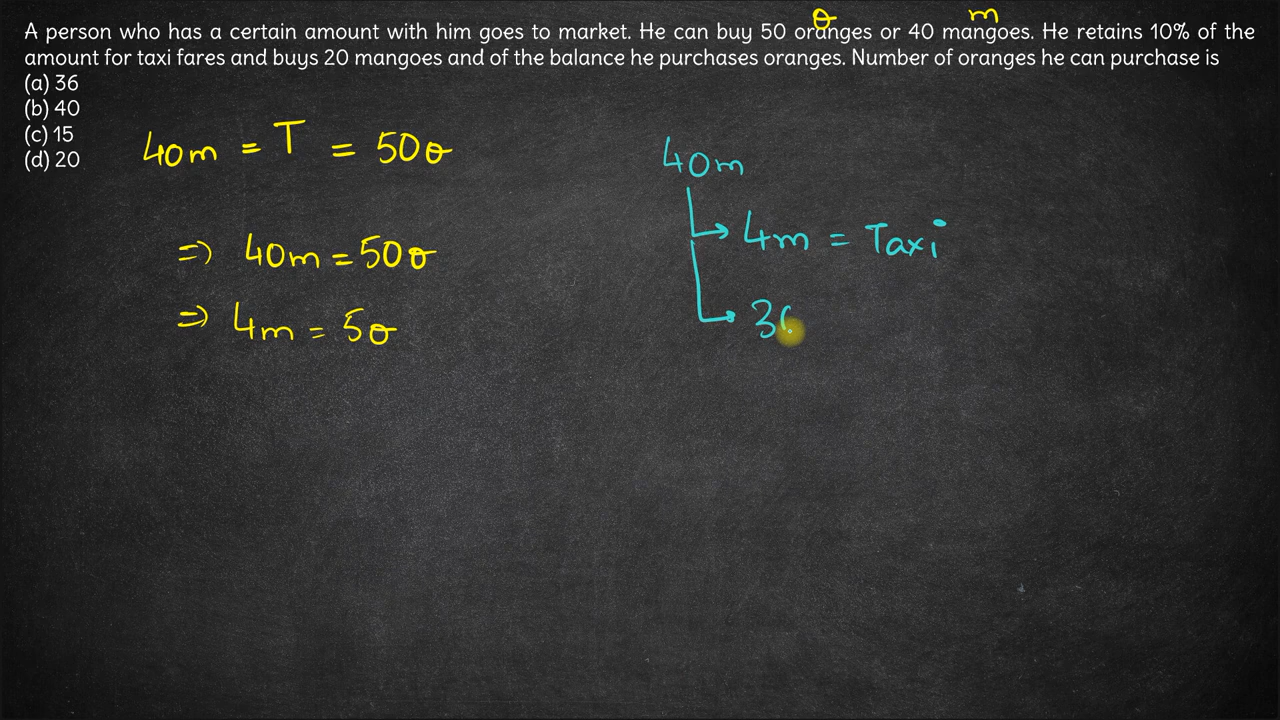 A person who has a certain amount with him goes to market. He can buy 50 oranges or 40 mangoes. He retains 10% of the
amount for taxi fares and buys 20 mangoes and of the balance he purchases oranges. Number of oranges he can purchase is
(a) 36
(b) 40
(c) 15
(d) 20
o
m
40m = T = 50o
⇒ 40m = 50o
⇒ 4m = 5o
40m
→ 4m = Taxi
→ 36